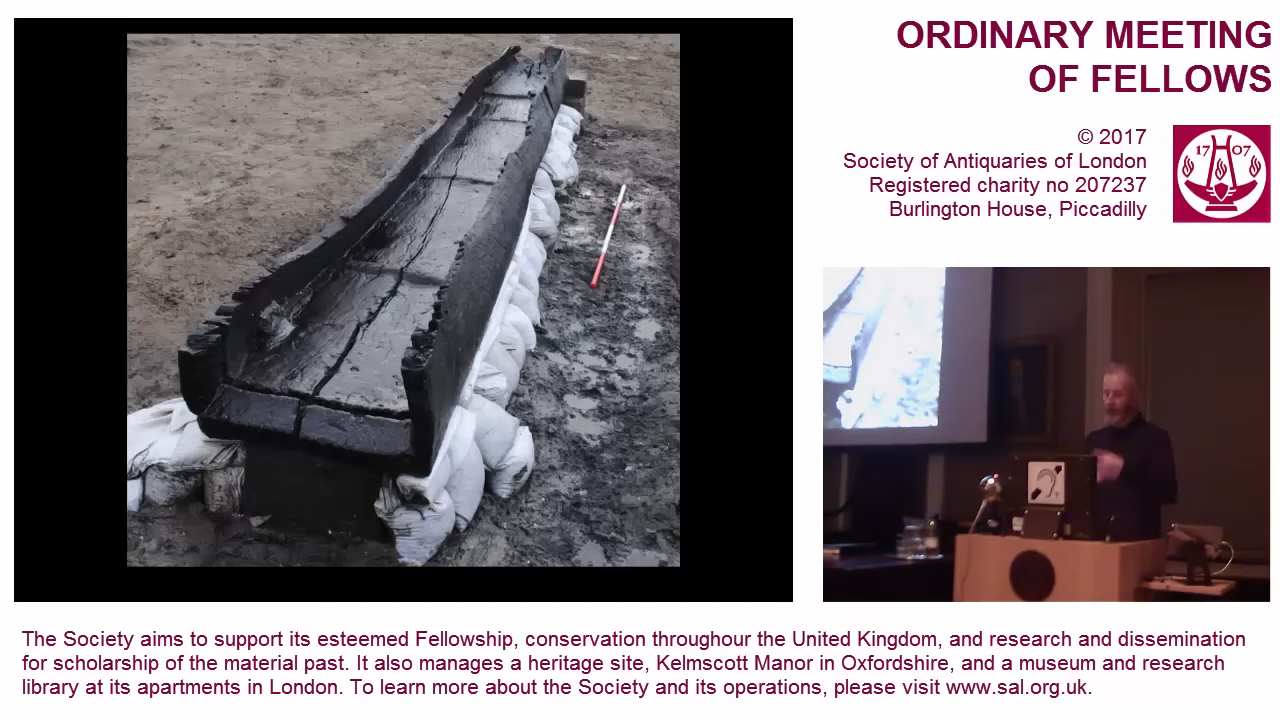 ORDINARY MEETING
OF FELLOWS
© 2017
Society of Antiquaries of London
Registered charity no 207237
Burlington House, Piccadilly
17 07
The Society aims to support its esteemed Fellowship, conservation throughour the United Kingdom, and research and dissemination
for scholarship of the material past. It also manages a heritage site, Kelmscott Manor in Oxfordshire, and a museum and research
library at its apartments in London. To learn more about the Society and its operations, please visit www.sal.org.uk.